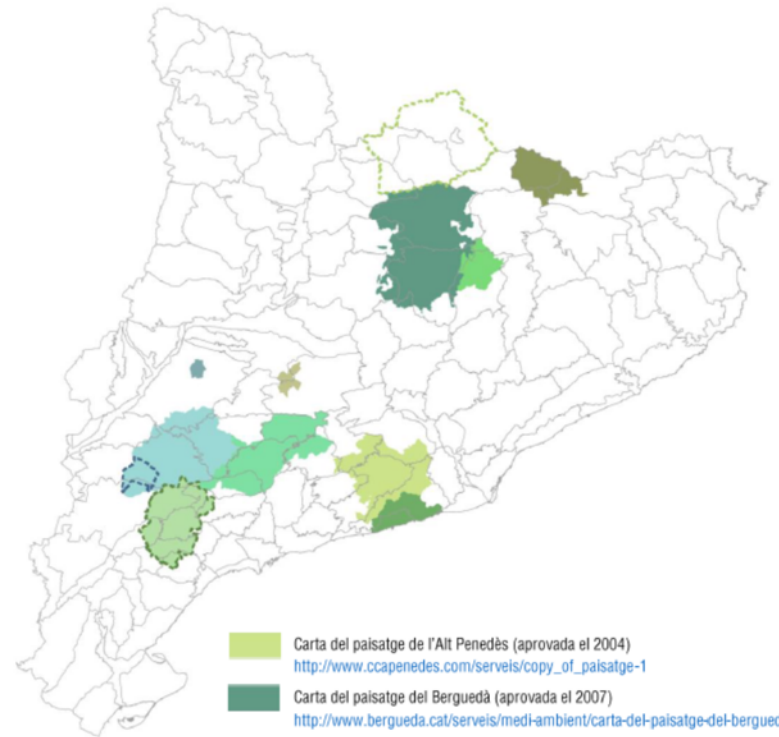 Carta del paisatge de l'Alt Penedès (aprovada el 2004)
http://www.ccapenedes.com/serveis/copy_of_paisatge-1
Carta del paisatge del Berguedà (aprovada el 2007)
http://www.bergueda.cat/serveis/medi-ambient/carta-del-paisatge-del-bergued